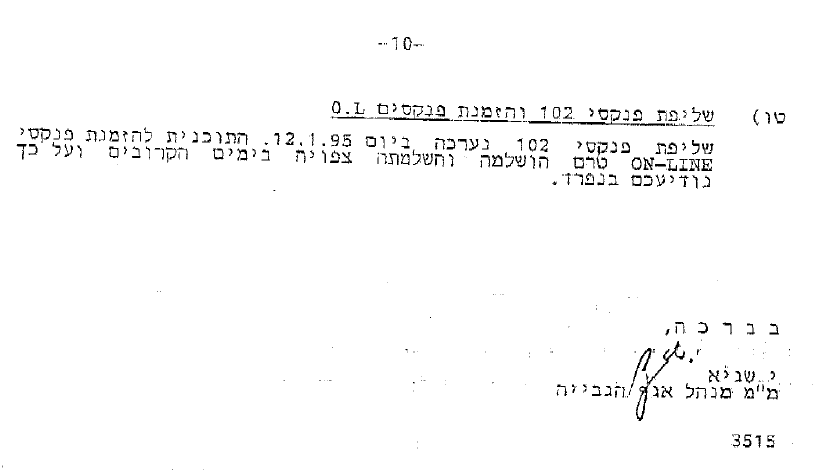 -10-
טו) שליפת פנקסי 102 והזמנת פנקסים O.L
שליפת פנקסי 102 נערכה ביום 12.1.95. התוכנית להזמנת פנקסי
ON-LINE טרם הושלמה והשלמתה צפויה בימים הקרובים ועל כך
נודיעכם בנפרד.
ב ב ר כ ה,
י. שגיא
מ"מ מנהל אגף הגבייה
3515